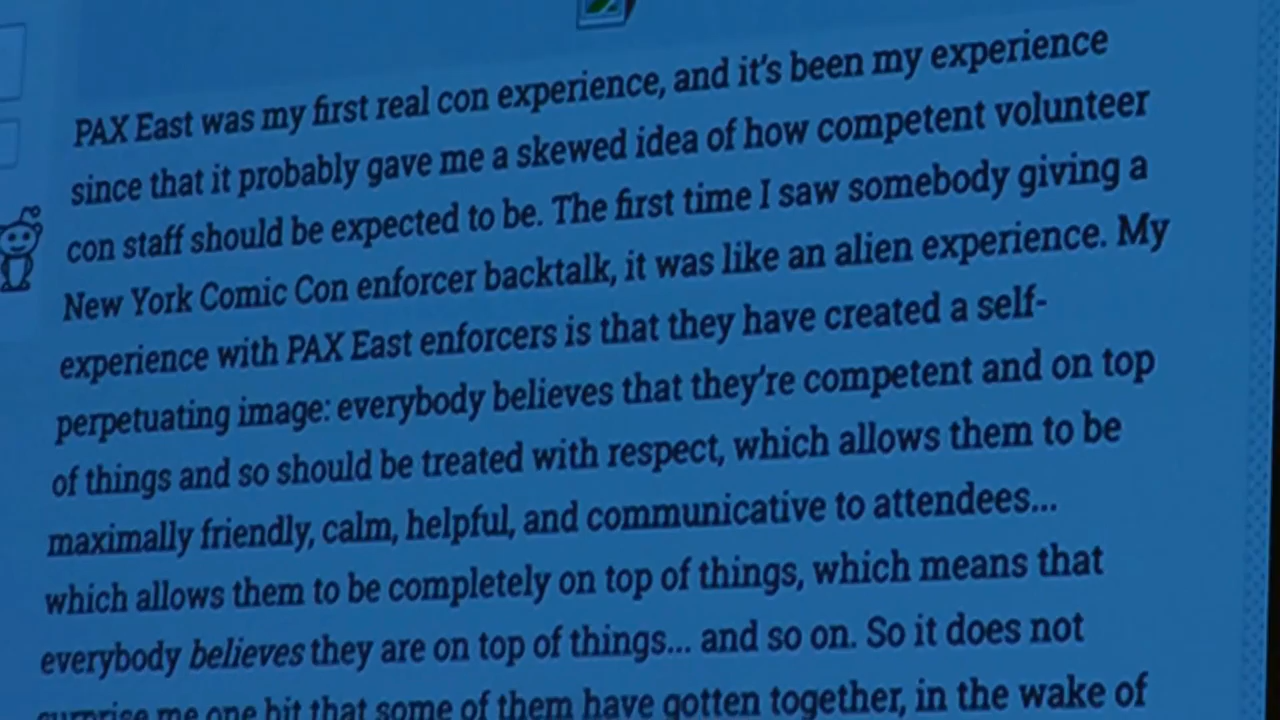 PAX East was my first real con experience, and it's been my experience
since that it probably gave me a skewed idea of how competent volunteer
con staff should be expected to be. The first time I saw somebody giving a
New York Comic Con enforcer backtalk, it was like an alien experience. My
experience with PAX East enforcers is that they have created a self-
perpetuating image: everybody believes that they're competent and on top
of things and so should be treated with respect, which allows them to be
maximally friendly, calm, helpful, and communicative to attendees...
which allows them to be completely on top of things, which means that
everybody believes they are on top of things... and so on. So it does not
surprise me one bit that some of them have gotten together, in the wake of